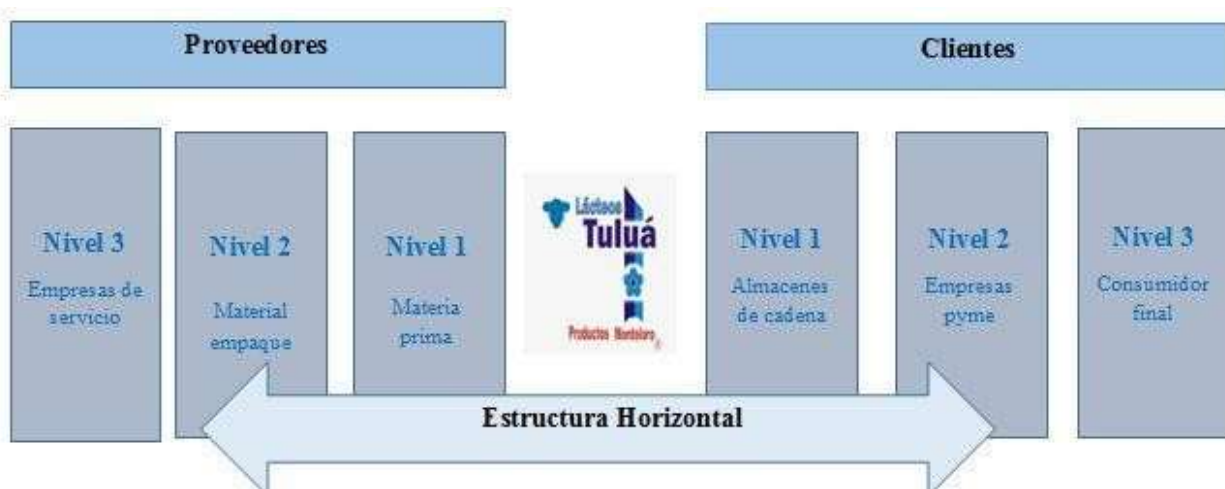 Proveedores
Clientes
Nivel 3
Empresas de
servicio
Nivel 2
Material
empaque
Nivel 1
Materia
prima
Lácteos
Tuluá
Productos
Nivel 1
Almacenes
de cadena
Nivel 2
Empresas
pyme
Nivel 3
Consumidor
final
Estructura Horizontal